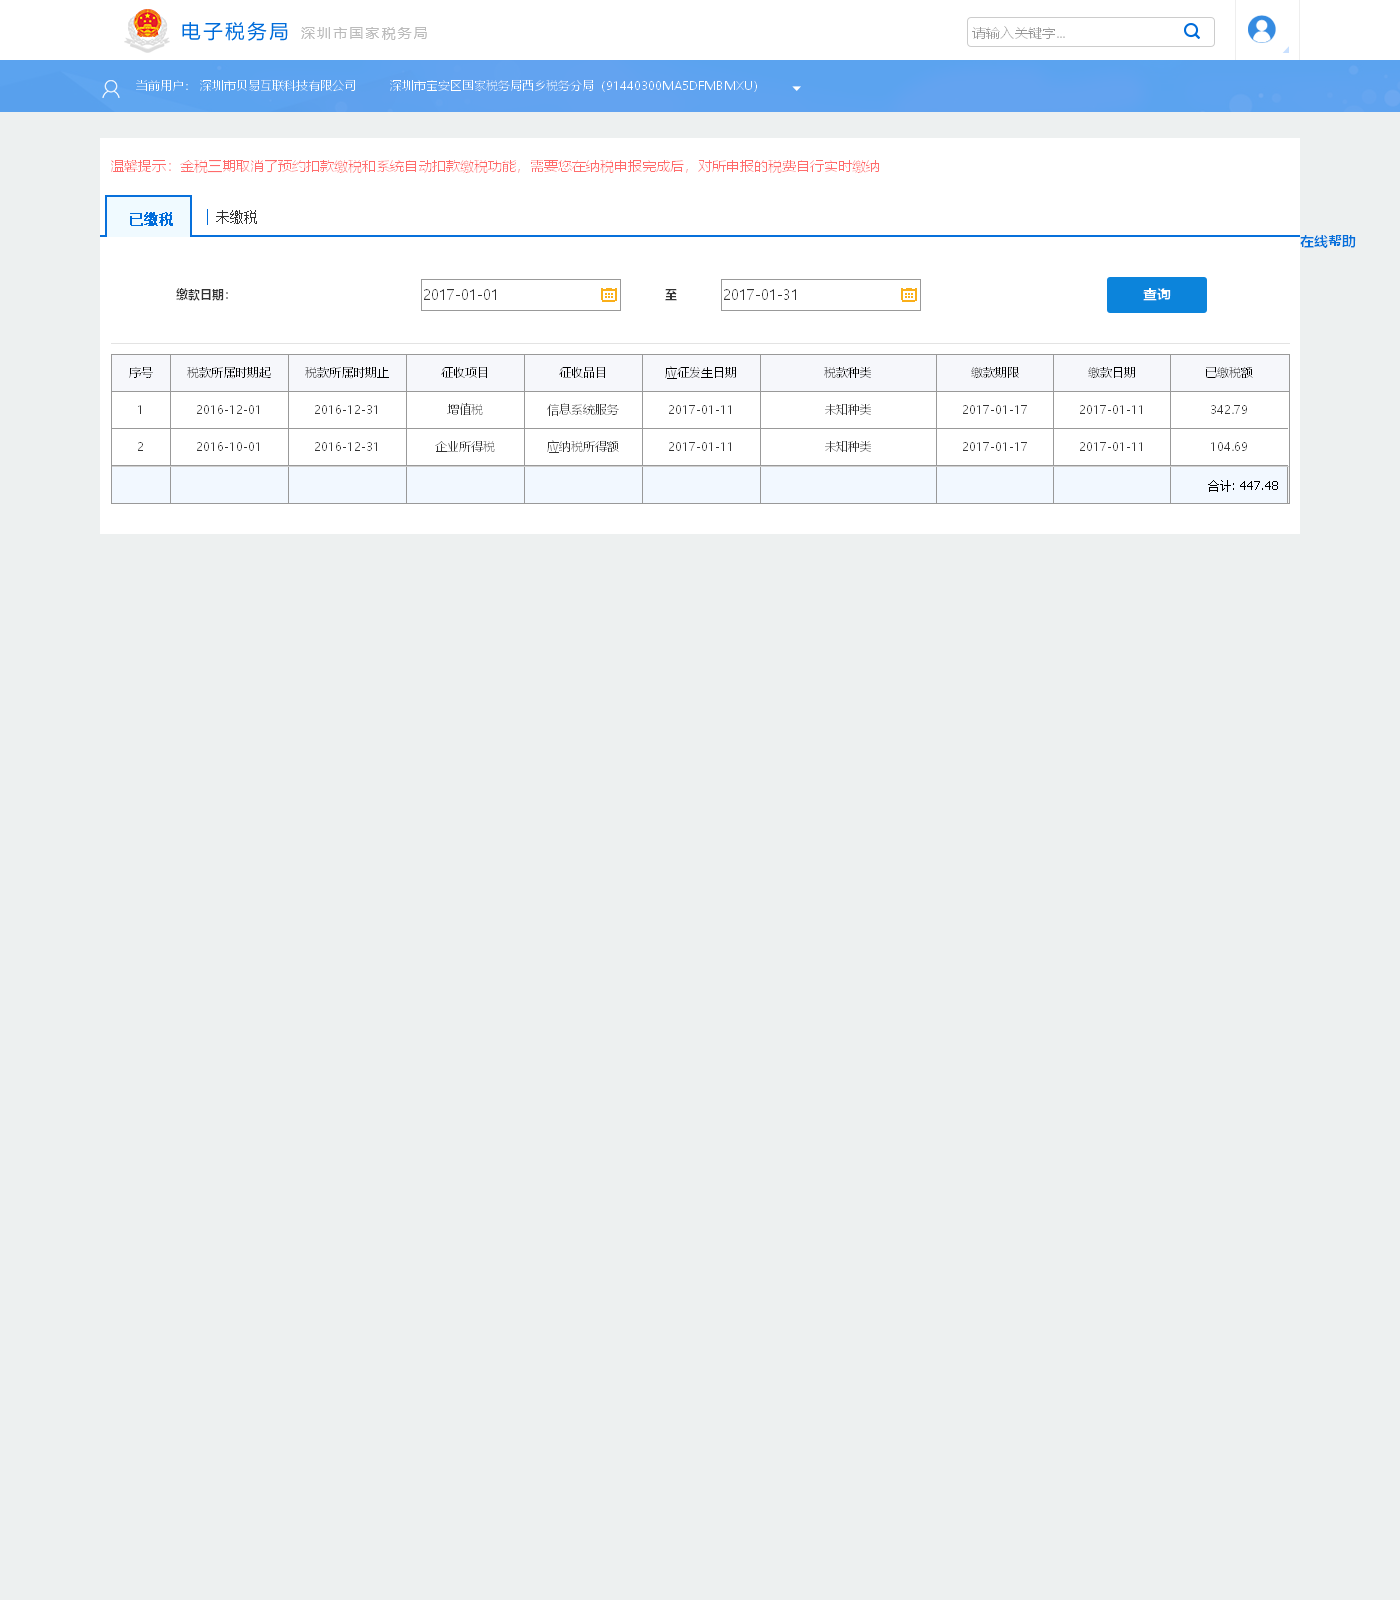 电子税务局 深圳市国家税务局 请输入关键字...
当前用户： 深圳市贝易互联科技有限公司 深圳市宝安区国家税务局西乡税务分局（91440300MA5DFMBMXU）
温馨提示：金税三期取消了预约扣款缴税和系统自动扣款缴税功能，需要您在纳税申报完成后，对所申报的税费自行实时缴纳
已缴税 未缴税
在线帮助
缴款日期： 2017-01-01 至 2017-01-31 查询
序号 税款所属时期起 税款所属时期止 征收项目 征收品目 应征发生日期 税款种类 缴款期限 缴款日期 已缴税额
1 2016-12-01 2016-12-31 增值税 信息系统服务 2017-01-11 未知种类 2017-01-17 2017-01-11 342.79
2 2016-10-01 2016-12-31 企业所得税 应纳税所得额 2017-01-11 未知种类 2017-01-17 2017-01-11 104.69
合计: 447.48